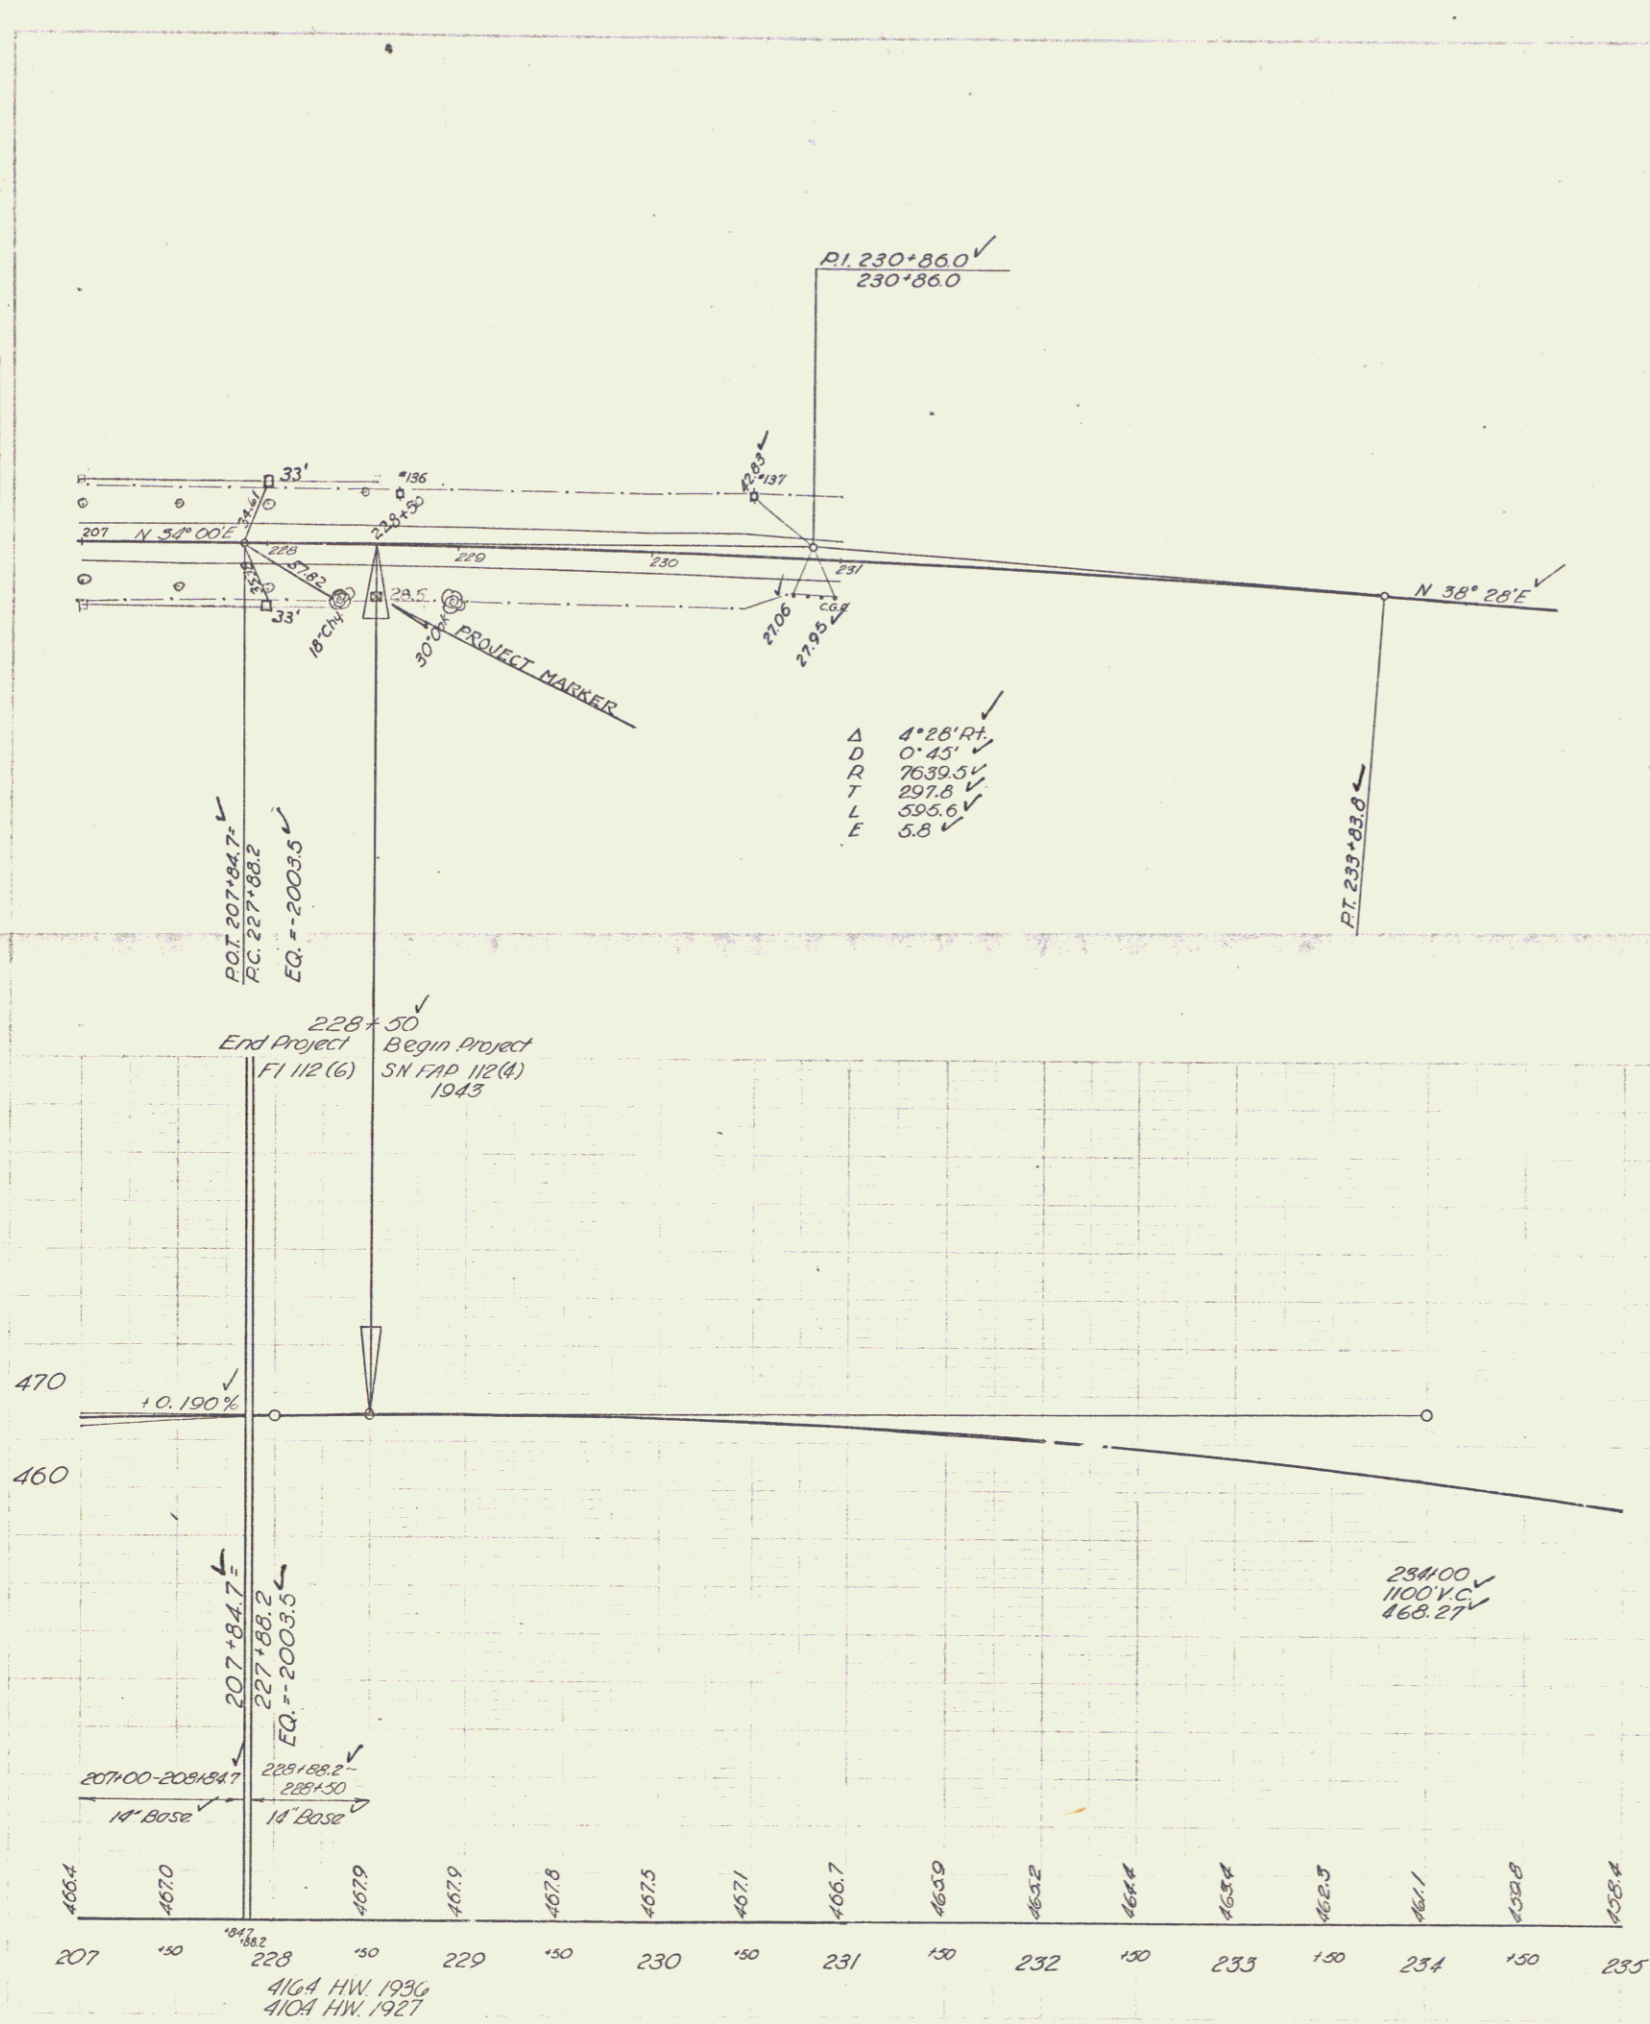 P.I. 230+86.0
230+86.0
33'
34.61
#136
228+50
42.83
#137
207
N 34° 00'E
228
229
230
231
57.82
28.5
33'
18" Chy
30" Oak
PROJECT MARKER
27.06
C.G.R.
27.95
N 38° 28'E
Δ 4°28' Rt.
D 0°45'
R 7639.5
T 297.8
L 595.6
E 5.8
P.O.T. 207+84.7=
P.C. 227+88.2
EQ. = -2003.5
P.T. 233+83.8
228+50
End Project Begin Project
FI 112 (6) SN FAP 112(4)
1943
470
+0.190%
460
207+84.7=
227+88.2
EQ. = -2003.5
234+00
1100' V.C.
468.27
207+00-208+84.7
14" Base
228+88.2-
228+50
14" Base
466.4 467.0 467.9 467.9 467.8 467.5 467.1 466.7 465.9 465.2 464.4 463.4 462.3 461.1 459.8 458.4
+84.7
+88.2
207 +50 228 +50 229 +50 230 +50 231 +50 232 +50 233 +50 234 +50 235
416.4 H.W. 1936
410.4 H.W. 1927